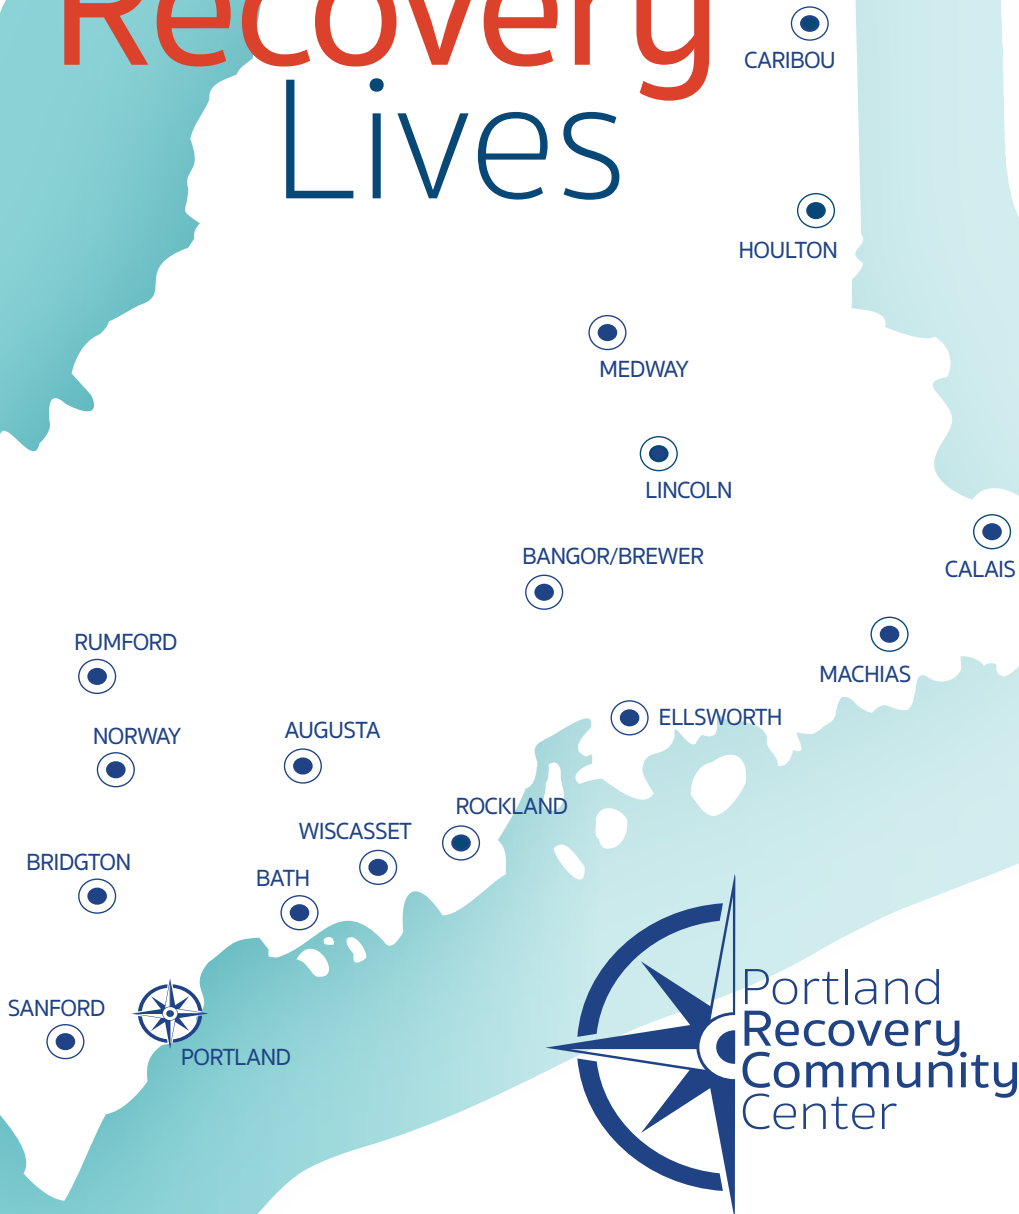 Recovery
Lives
CARIBOU
HOULTON
MEDWAY
LINCOLN
CALAIS
BANGOR/BREWER
MACHIAS
RUMFORD
ELLSWORTH
NORWAY
AUGUSTA
ROCKLAND
WISCASSET
BRIDGTON
BATH
SANFORD
PORTLAND
Portland
Recovery
Community
Center